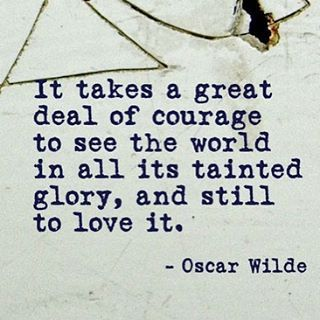 It takes a great
deal of courage
to see the world
in all its tainted
glory, and still
to love it.
- Oscar Wilde